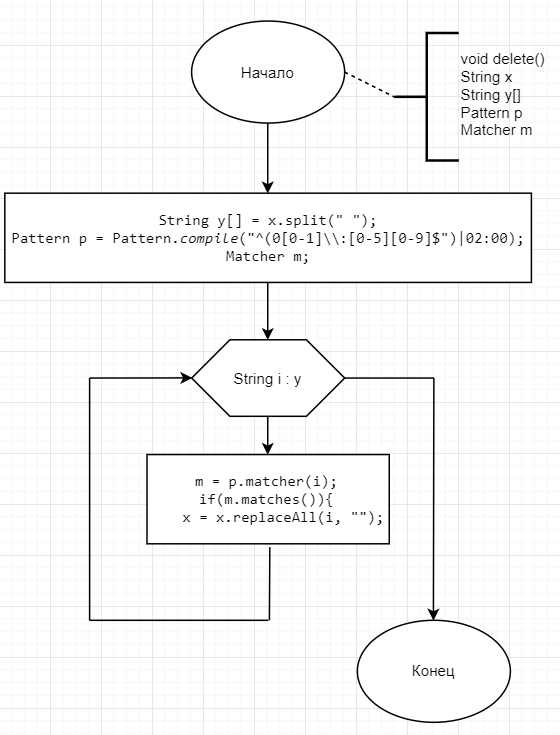 Начало
void delete()
String x
String y[]
Pattern p
Matcher m
String y[] = x.split(" ");
Pattern p = Pattern.compile("^(0[0-1]\\:[0-5][0-9]$")|02:00);
Matcher m;
String i : y
m = p.matcher(i);
if(m.matches()){
x = x.replaceAll(i, "");
Конец